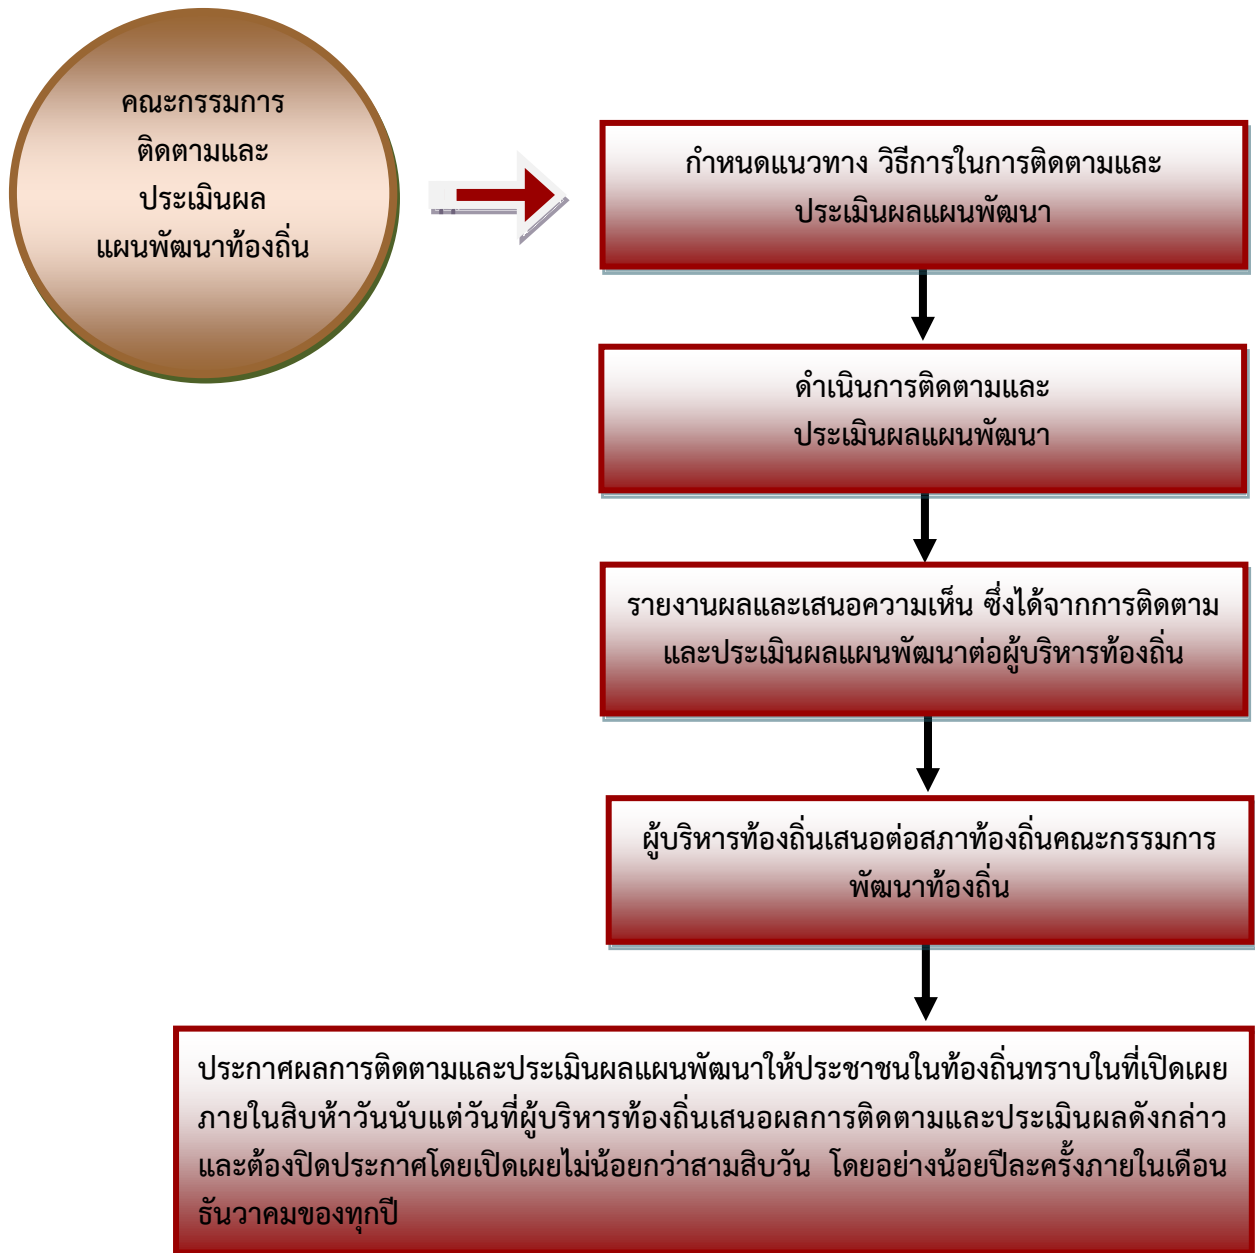 คณะกรรมการ
ติดตามและ
ประเมินผล
แผนพัฒนาท้องถิ่น
กำหนดแนวทาง วิธีการในการติดตามและ
ประเมินผลแผนพัฒนา
ดำเนินการติดตามและ
ประเมินผลแผนพัฒนา
รายงานผลและเสนอความเห็น ซึ่งได้จากการติดตาม
และประเมินผลแผนพัฒนาต่อผู้บริหารท้องถิ่น
ผู้บริหารท้องถิ่นเสนอต่อสภาท้องถิ่นคณะกรรมการ
พัฒนาท้องถิ่น
ประกาศผลการติดตามและประเมินผลแผนพัฒนาให้ประชาชนในท้องถิ่นทราบในที่เปิดเผย
ภายในสิบห้าวันนับแต่วันที่ผู้บริหารท้องถิ่นเสนอผลการติดตามและประเมินผลดังกล่าว
และต้องปิดประกาศโดยเปิดเผยไม่น้อยกว่าสามสิบวัน โดยอย่างน้อยปีละครั้งภายในเดือน
ธันวาคมของทุกปี